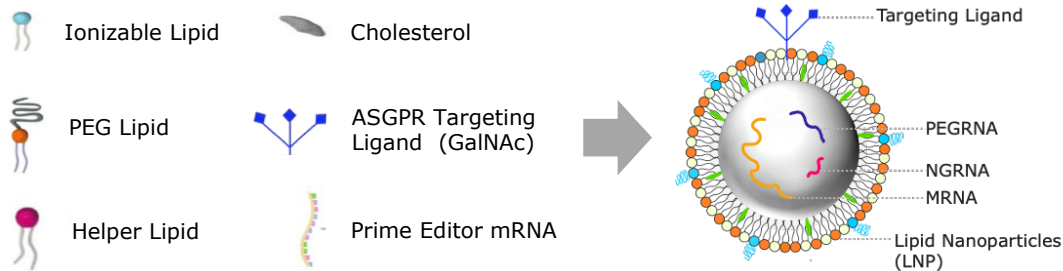 Ionizable Lipid
Cholesterol
PEG Lipid
ASGPR Targeting
Ligand (GalNAc)
Helper Lipid
Prime Editor mRNA
Targeting Ligand
PEGRNA
NGRNA
MRNA
Lipid Nanoparticles
(LNP)